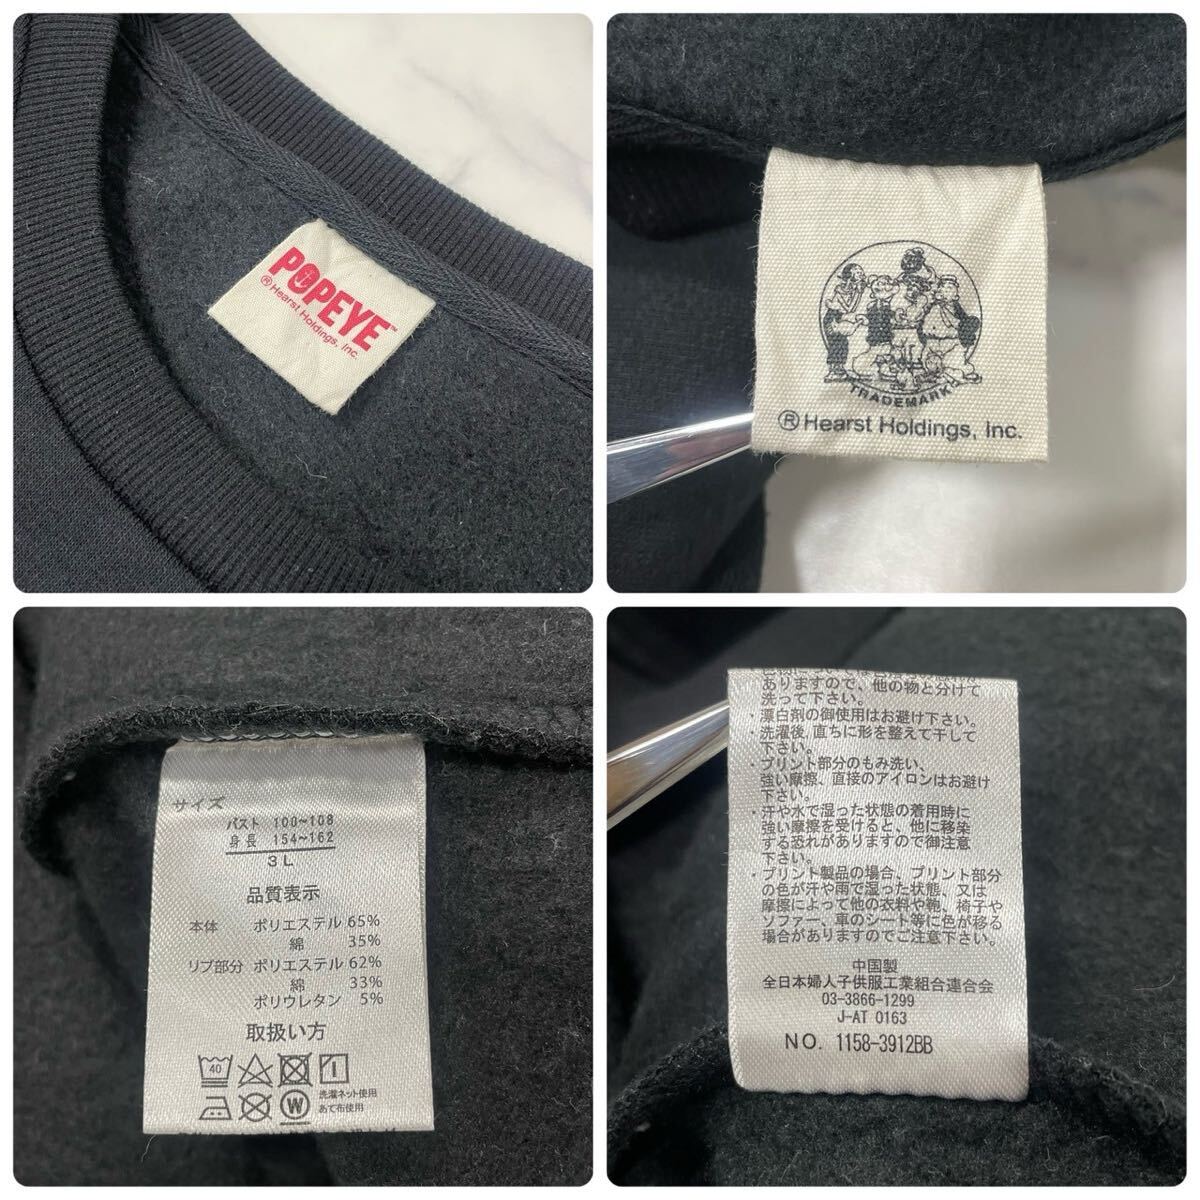 POPEYE™
®Hearst Holdings, Inc.
TRADEMARK
®Hearst Holdings, Inc.
サイズ
バスト 100~108
身長 154~162
3L
品質表示
本体 ポリエステル 65%
綿 35%
リブ部分 ポリエステル 62%
綿 33%
ポリウレタン 5%
取扱い方
40
W
洗濯ネット使用
あて布使用
ありますので、他の物と分けて
洗って下さい。
・漂白剤の御使用はお避け下さい。
・洗濯後,直ちに形を整えて干して
下さい。
・プリント部分のもみ洗い、
強い摩擦、直接のアイロンはお避け
下さい。
・汗や水で湿った状態の着用時に
強い摩擦を受けると、他に移染
する恐れがありますので御注意
下さい。
・プリント製品の場合、プリント部分
の色が汗や雨で湿った状態、又は
摩擦によって他の衣料や鞄、椅子や
ソファー、車のシート等に色が移る
場合がありますのでご注意下さい。
中国製
全日本婦人子供服工業組合連合会
03-3866-1299
J-AT 0163
NO. 1158-3912BB